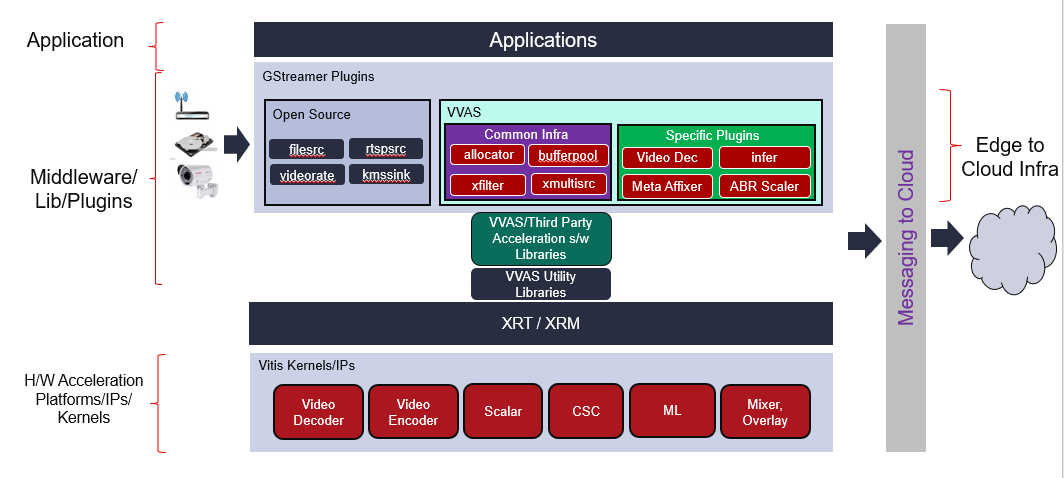 Application
Applications
GStreamer Plugins
Open Source
filesrc
rtspsrc
videorate
kmssink
VVAS
Common Infra
allocator
bufferpool
xfilter
xmultisrc
Specific Plugins
Video Dec
infer
Meta Affixer
ABR Scaler
Middleware/
Lib/Plugins
VVAS/Third Party
Acceleration s/w
Libraries
VVAS Utility
Libraries
XRT / XRM
H/W Acceleration
Platforms/IPs/
Kernels
Vitis Kernels/IPs
Video
Decoder
Video
Encoder
Scalar
CSC
ML
Mixer,
Overlay
Messaging to Cloud
Edge to
Cloud Infra